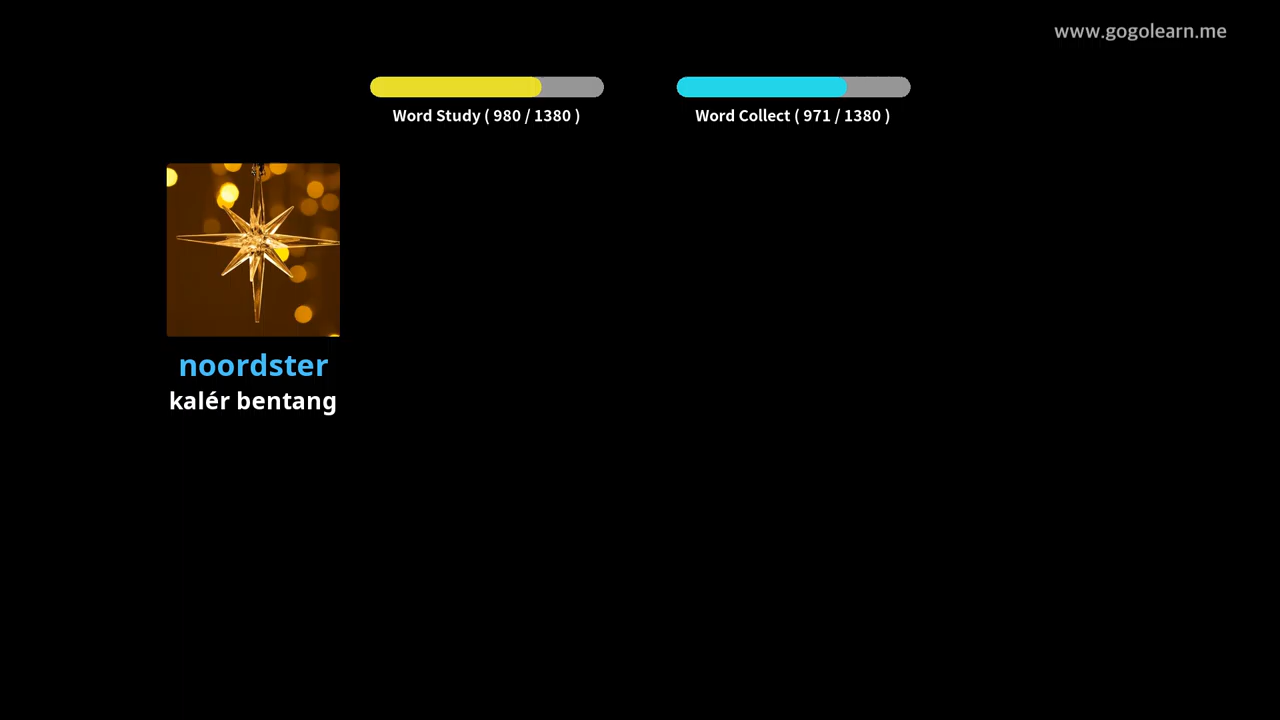 www.gogolearn.me
Word Study ( 980 / 1380 )
Word Collect ( 971 / 1380 )
noordster
kalér bentang